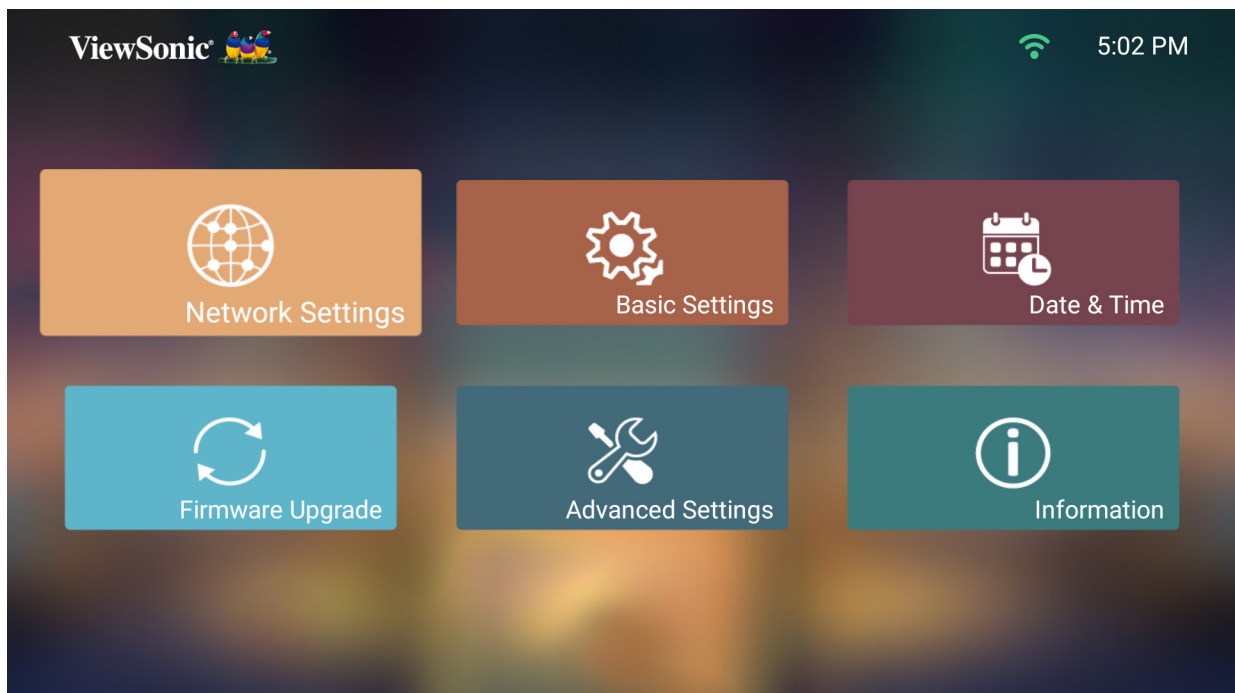 ViewSonic®
5:02 PM
Network Settings
Basic Settings
Date & Time
Firmware Upgrade
Advanced Settings
Information